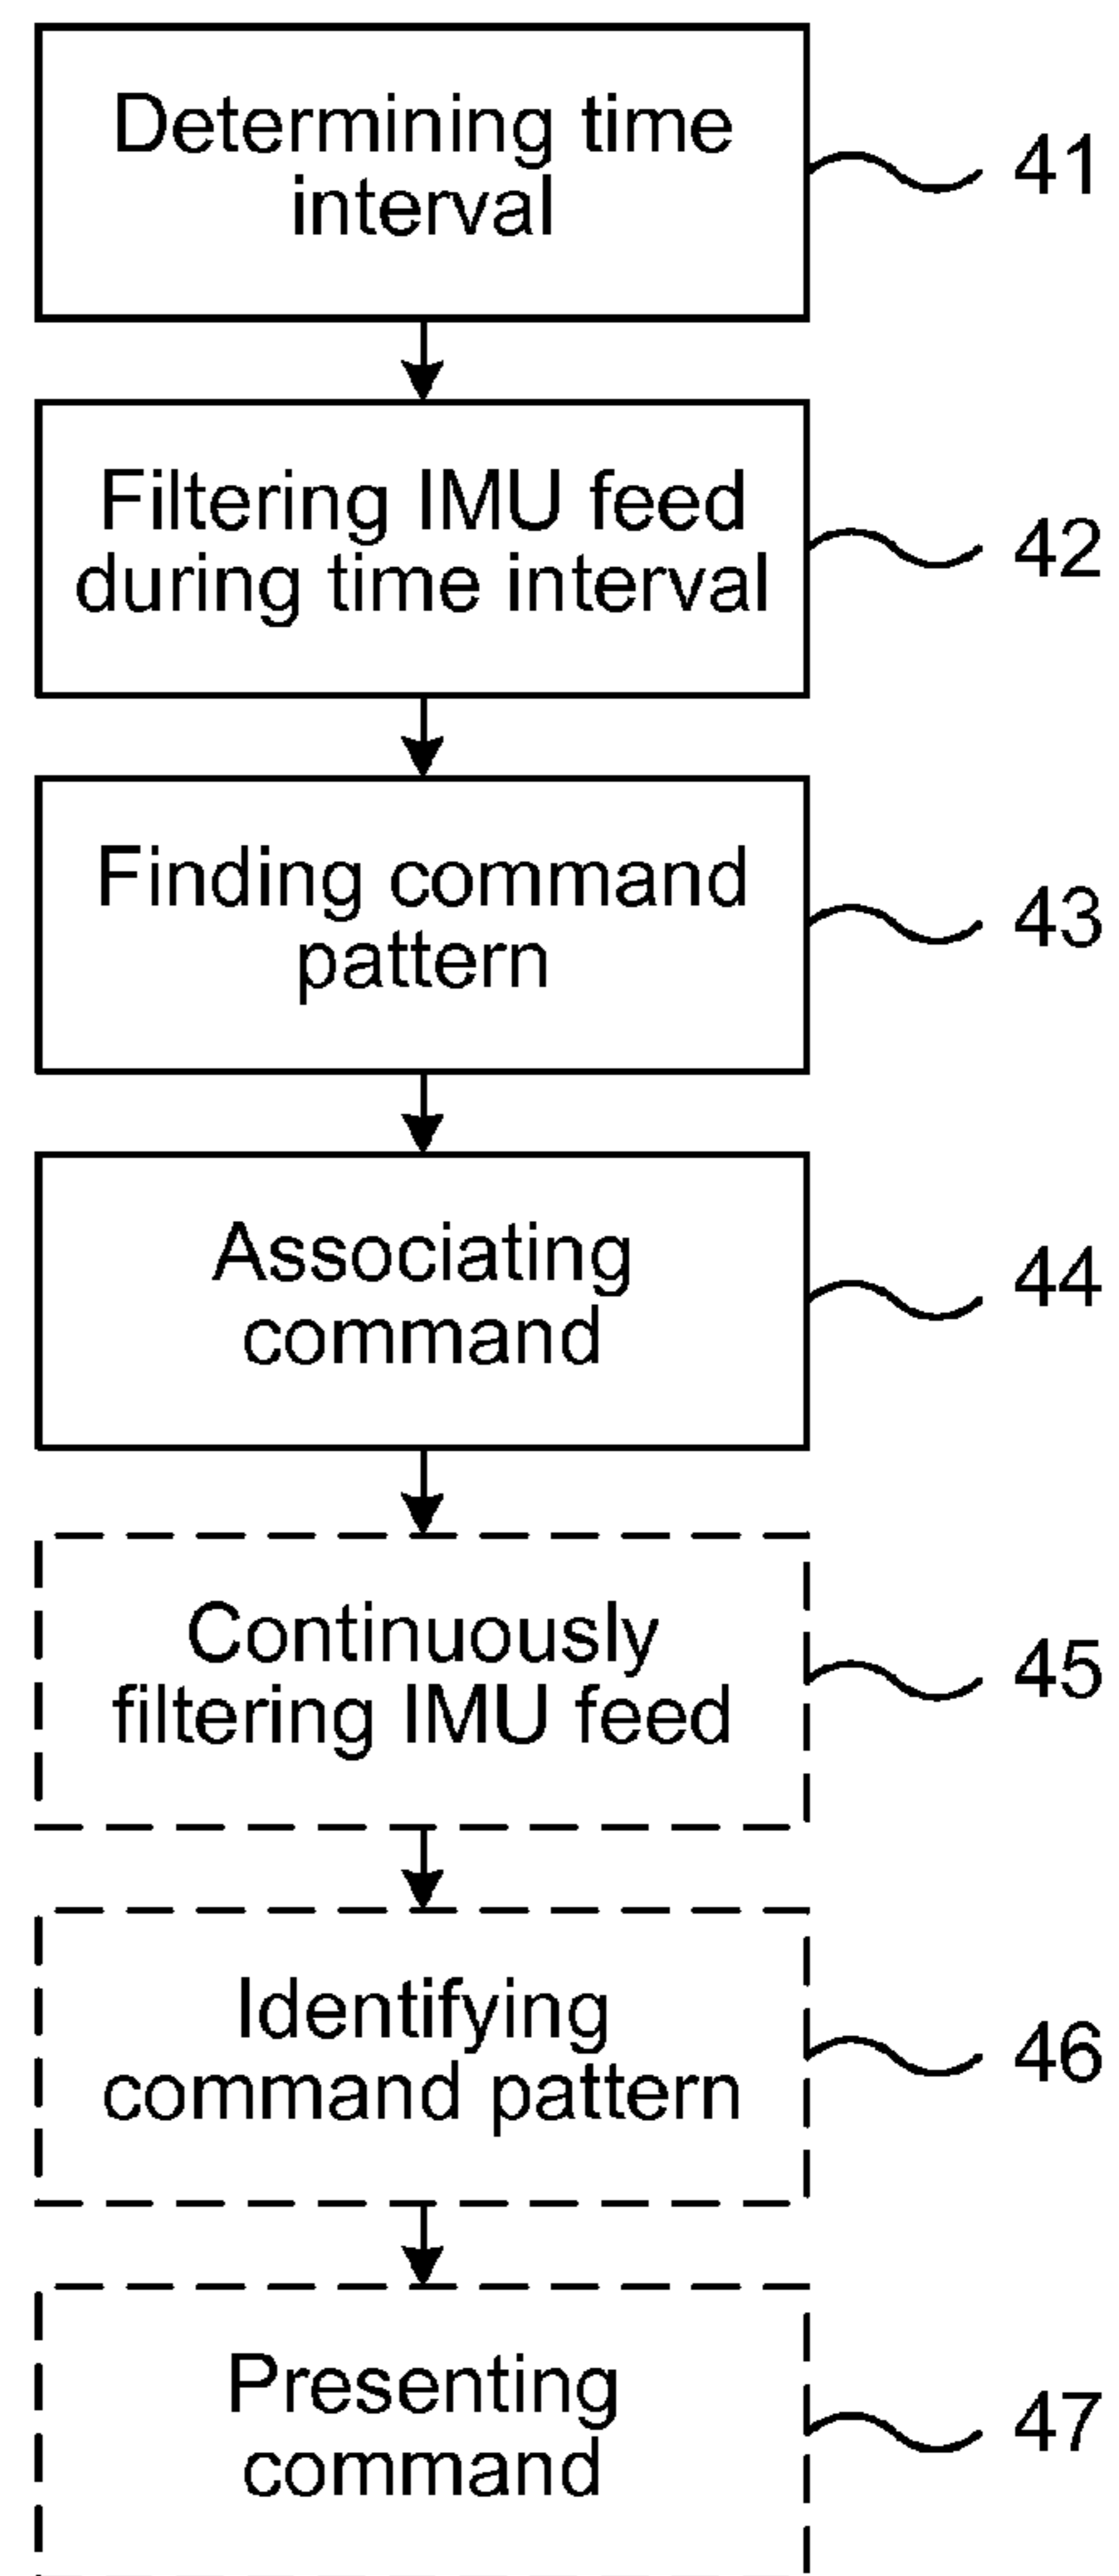 Determining time
interval
41
Filtering IMU feed
during time interval
42
Finding command
pattern
43
Associating
command
44
Continuously
filtering IMU feed
45
Identifying
command pattern
46
Presenting
command
47